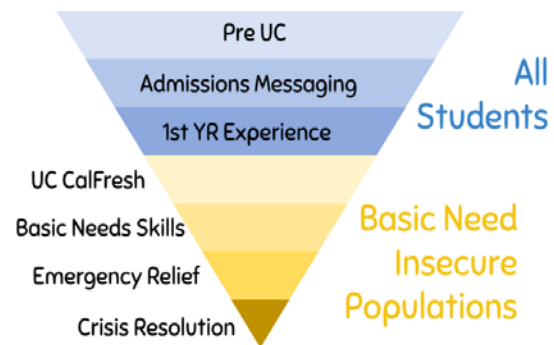 Pre UC
Admissions Messaging
1st YR Experience
All
Students
UC CalFresh
Basic Needs Skills
Emergency Relief
Crisis Resolution
Basic Need
Insecure
Populations